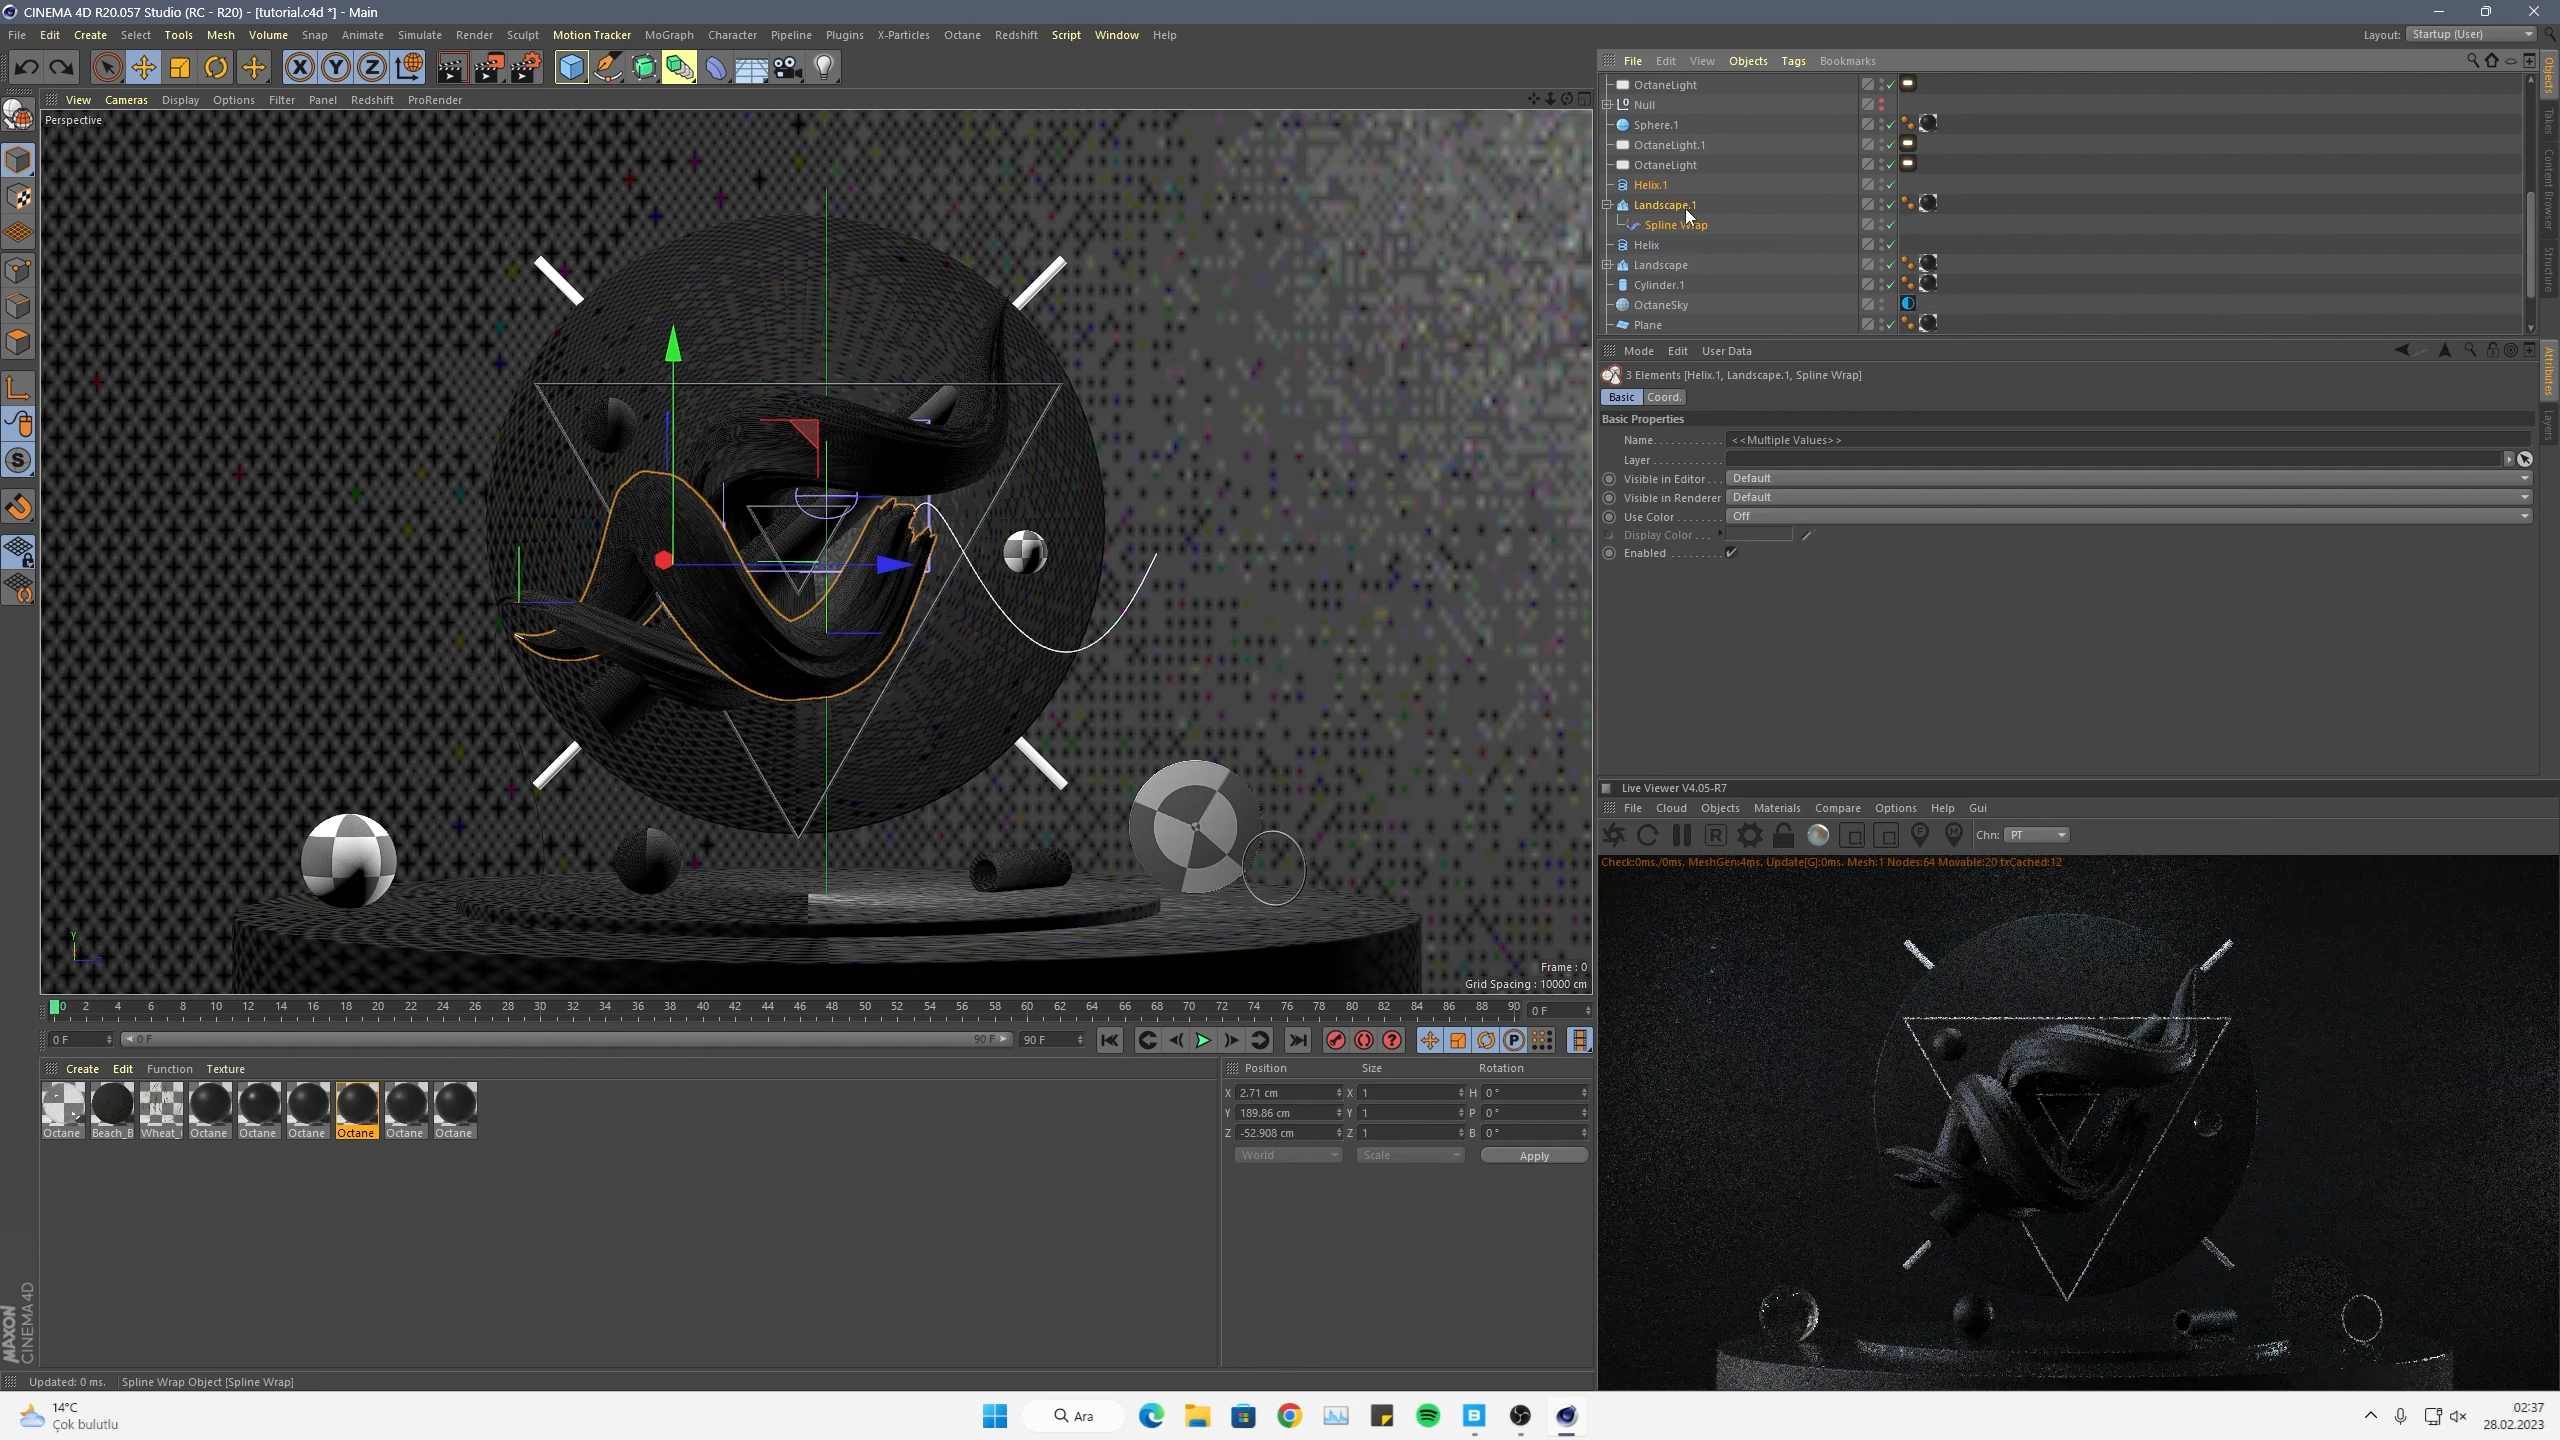 CINEMA 4D R20.057 Studio (RC - R20) - [tutorial.c4d *] - Main
File Edit Create Select Tools Mesh Volume Snap Animate Simulate Render Sculpt Motion Tracker MoGraph Character Pipeline Plugins X-Particles Octane Redshift Script Window Help
Layout: Startup (User)
View Cameras Display Options Filter Panel Redshift ProRender
Perspective
Frame : 0
Grid Spacing : 10000 cm
File Edit View Objects Tags Bookmarks
OctaneLight
Null
Sphere.1
OctaneLight.1
OctaneLight
Helix.1
Landscape.1
Spline Wrap
Helix
Landscape
Cylinder.1
OctaneSky
Plane
Objects
Takes
Content Browser
Structure
Attributes
Layers
Mode Edit User Data
3 Elements [Helix.1, Landscape.1, Spline Wrap]
Basic Coord.
Basic Properties
Name <<Multiple Values>>
Layer
Visible in Editor Default
Visible in Renderer Default
Use Color Off
Display Color
Enabled
Live Viewer V4.05-R7
File Cloud Objects Materials Compare Options Help Gui
Chn: PT
Check:0ms./0ms, MeshGen:4ms, Update[G]:0ms, Mesh:1 Nodes:64 Movable:20 txCached:12
0 2 4 6 8 10 12 14 16 18 20 22 24 26 28 30 32 34 36 38 40 42 44 46 48 50 52 54 56 58 60 62 64 66 68 70 72 74 76 78 80 82 84 86 88 90 0 F
0 F 0 F 90 F 90 F
Create Edit Function Texture
Octane Beach_B Wheat_ Octane Octane Octane Octane Octane Octane
Position Size Rotation
X 2.71 cm X 1 H 0 °
Y 189.86 cm Y 1 P 0 °
Z -52.908 cm Z 1 B 0 °
World Scale Apply
MAXON CINEMA 4D
Updated: 0 ms. Spline Wrap Object [Spline Wrap]
14°C
Çok bulutlu
Ara
02:37
28.02.2023